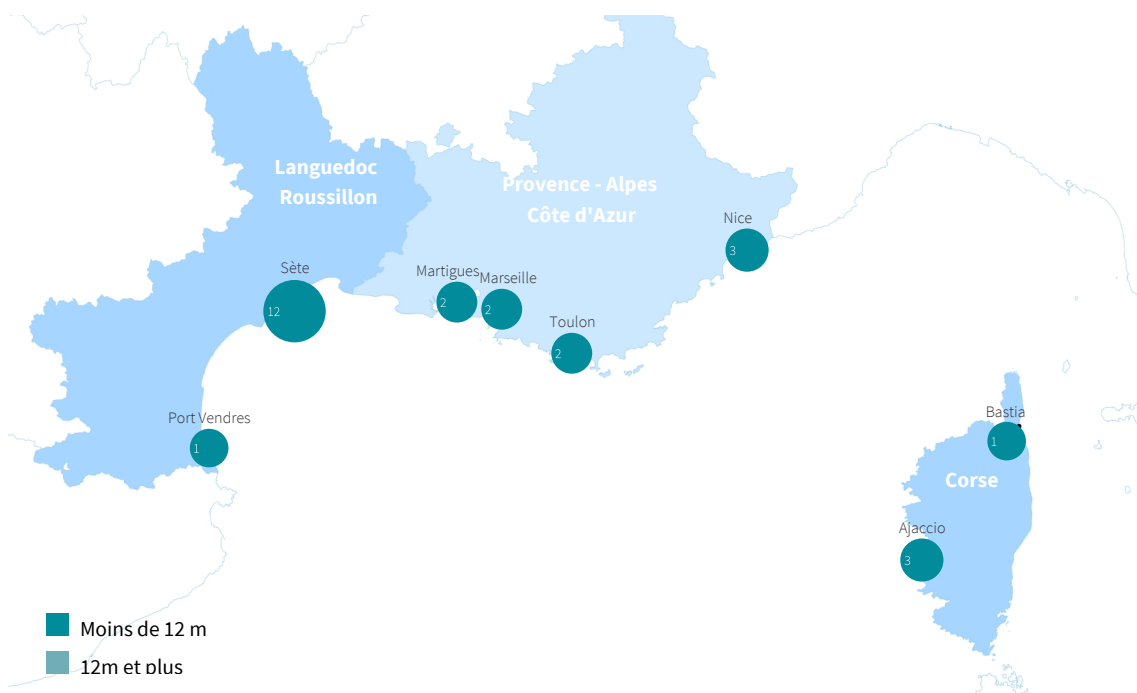 Languedoc
Roussillon
Provence - Alpes
Côte d'Azur
Nice
3
Sète
12
Martigues
2
Marseille
2
Toulon
2
Port Vendres
1
Bastia
1
Corse
Ajaccio
3
Moins de 12 m
12m et plus